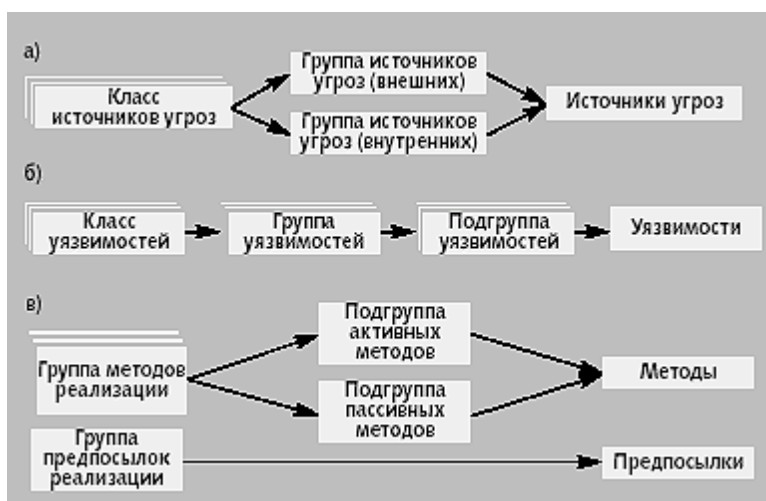 а)
Класс
источников угроз
Группа источников
угроз (внешних)
Группа источников
угроз (внутренних)
Источники угроз
б)
Класс
уязвимостей
Группа
уязвимостей
Подгруппа
уязвимостей
Уязвимости
в)
Группа методов
реализации
Подгруппа
активных
методов
Подгруппа
пассивных
методов
Методы
Группа
предпосылок
реализации
Предпосылки